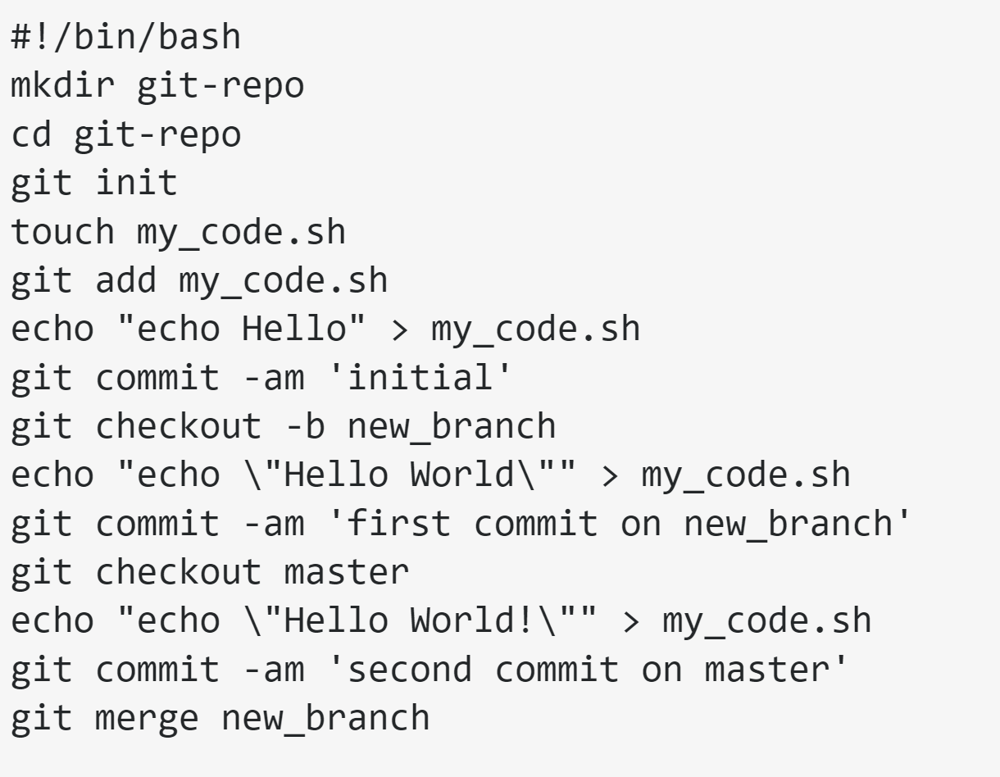 #!/bin/bash
mkdir git-repo
cd git-repo
git init
touch my_code.sh
git add my_code.sh
echo "echo Hello" > my_code.sh
git commit -am 'initial'
git checkout -b new_branch
echo "echo \"Hello World\"" > my_code.sh
git commit -am 'first commit on new_branch'
git checkout master
echo "echo \"Hello World!\"" > my_code.sh
git commit -am 'second commit on master'
git merge new_branch